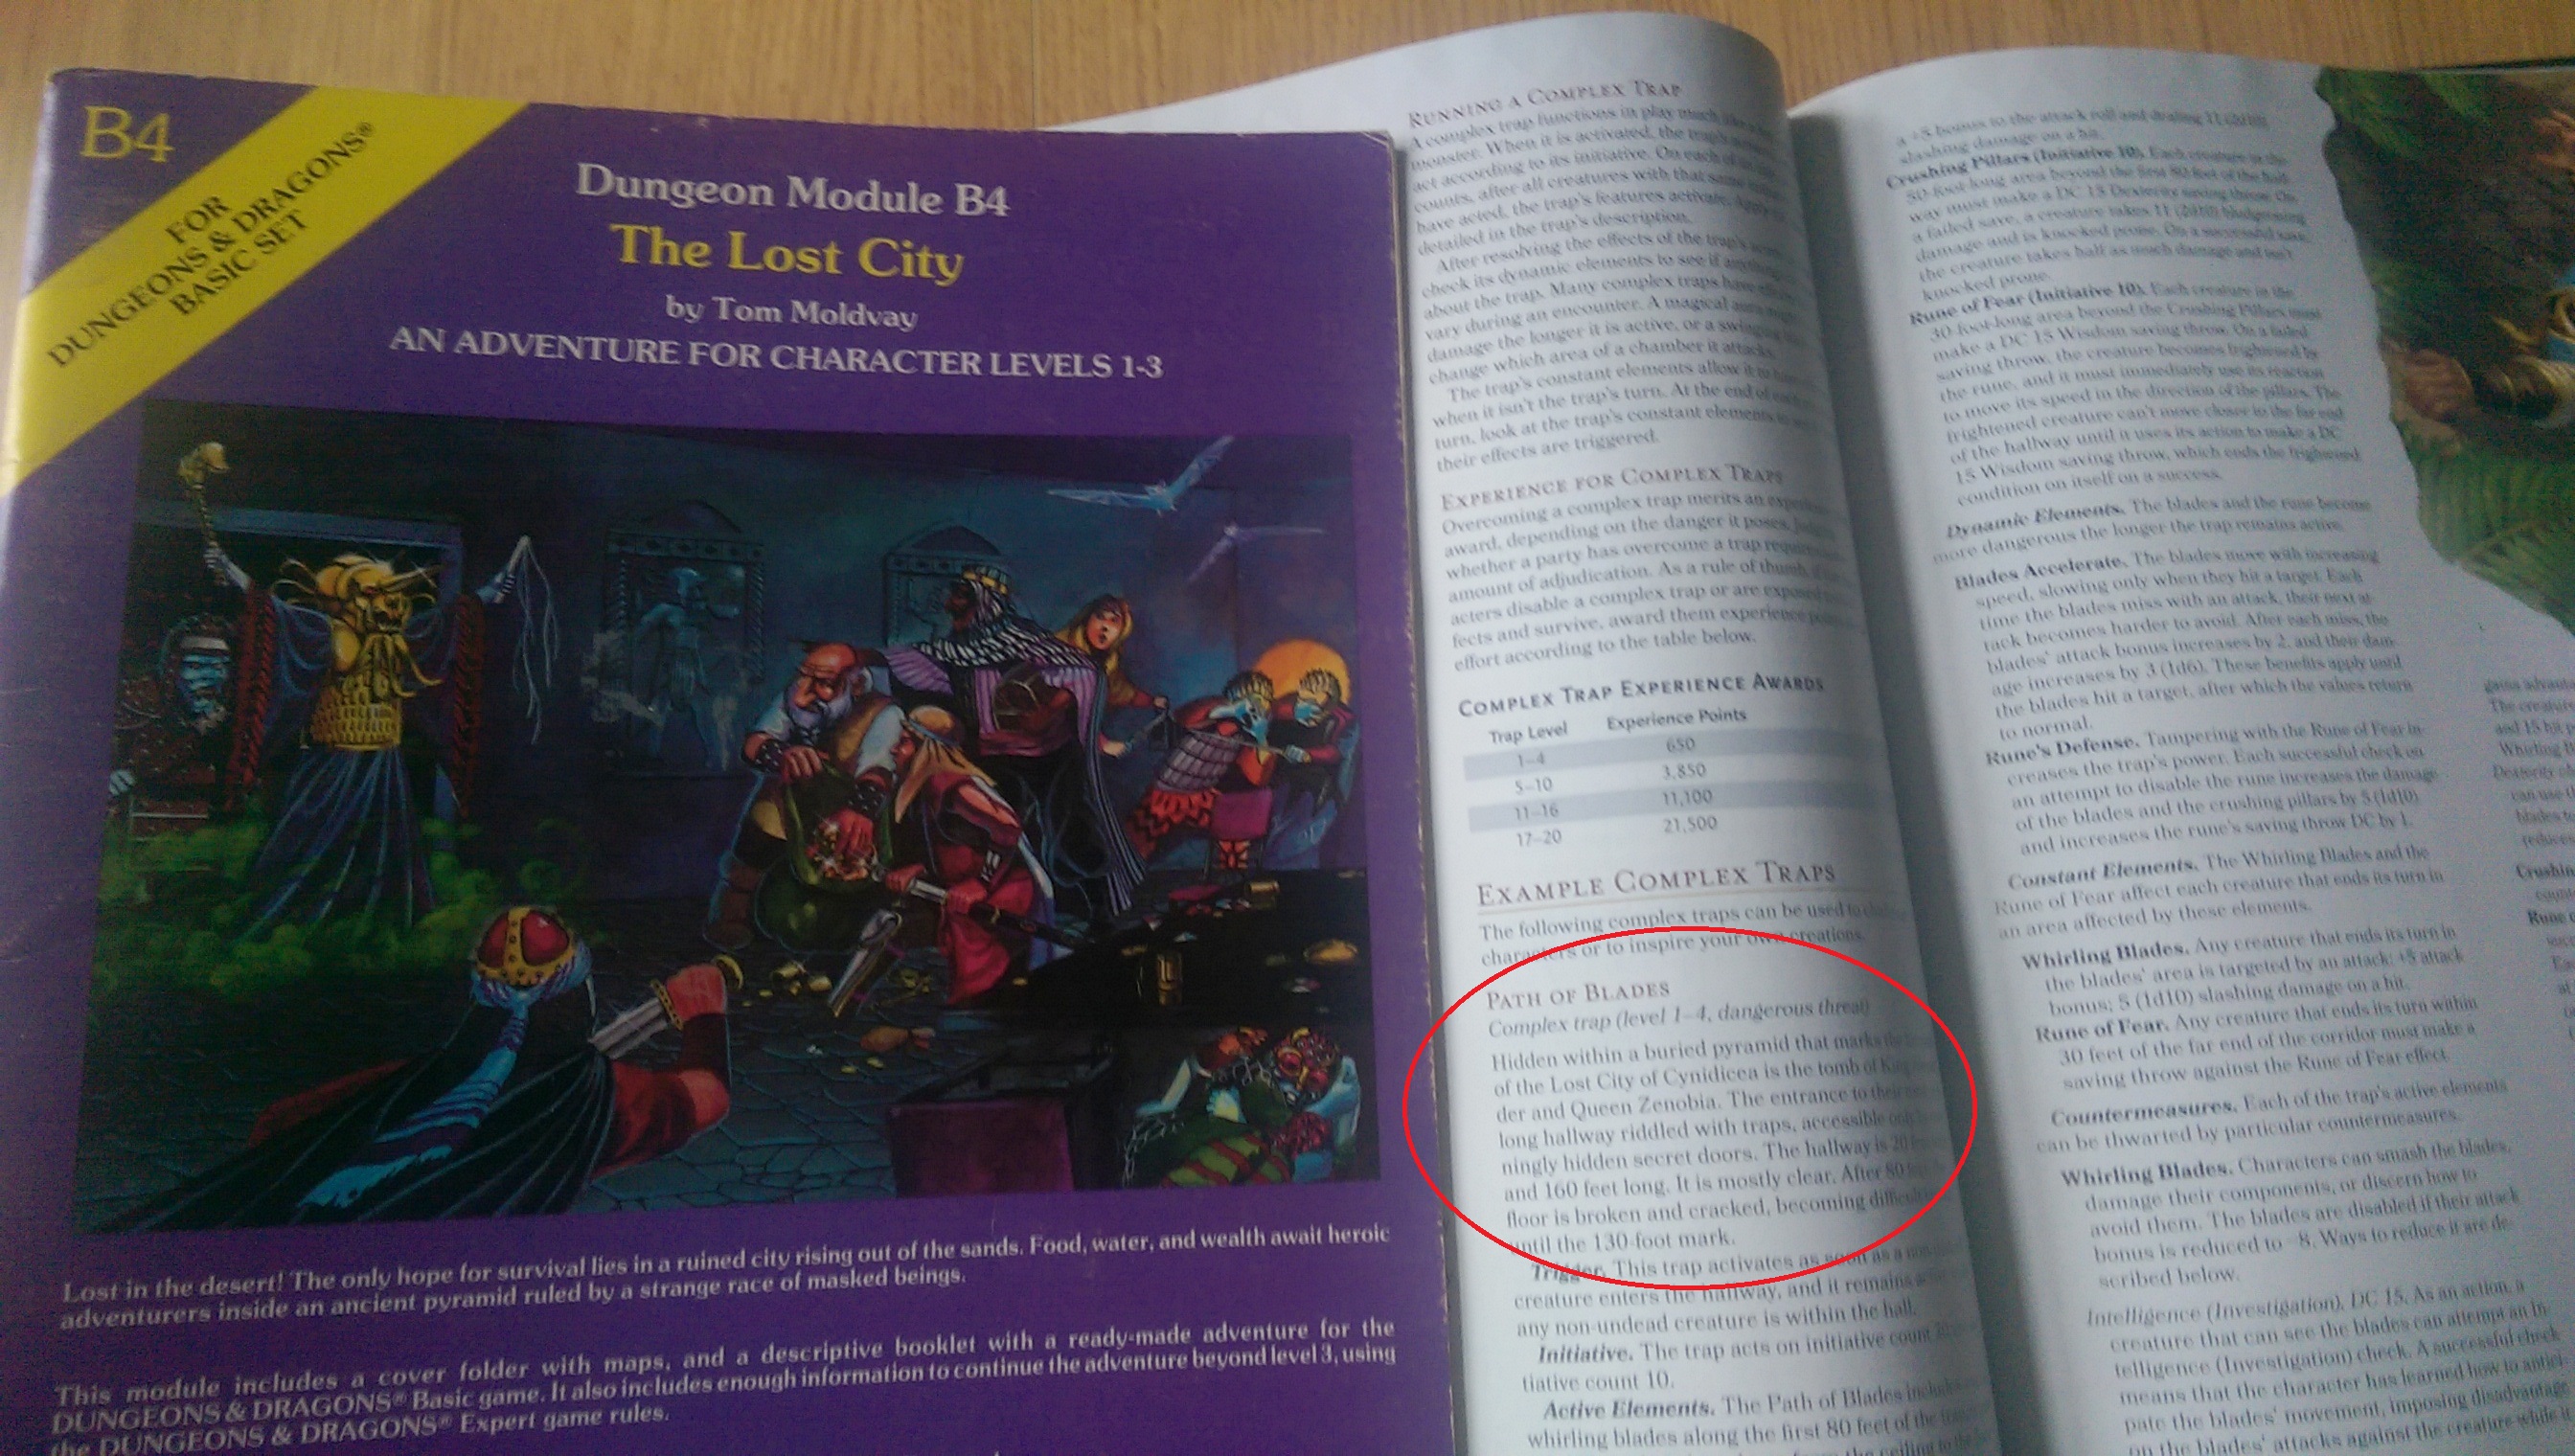 B4
FOR
DUNGEONS & DRAGONS®
BASIC SET
Dungeon Module B4
The Lost City
by Tom Moldvay
AN ADVENTURE FOR CHARACTER LEVELS 1-3
Lost in the desert! The only hope for survival lies in a ruined city rising out of the sands. Food, water, and wealth await heroic
adventurers inside an ancient pyramid ruled by a strange race of masked beings.
This module includes a cover folder with maps, and a descriptive booklet with a ready-made adventure for the
DUNGEONS & DRAGONS® Basic game. It also includes enough information to continue the adventure beyond level 3, using
the DUNGEONS & DRAGONS® Expert game rules.
RUNNING A COMPLEX TRAP
A complex trap functions in play much like a
monster. When it is activated, the trap's
act according to its initiative. On each of
counts, after all creatures with that same
have acted, the trap's features activate.
detailed in the trap's description.
After resolving the effects of the trap's
check its dynamic elements to see if
about the trap. Many complex traps have
vary during an encounter. A magical
damage the longer it is active, or a swinging
change which area of a chamber it attacks.
The trap's constant elements allow it to
when it isn't the trap's turn. At the end of
turn, look at the trap's constant elements to
their effects are triggered.
EXPERIENCE FOR COMPLEX TRAPS
Overcoming a complex trap merits an
award, depending on the danger it poses.
whether a party has overcome a trap
amount of adjudication. As a rule of thumb,
acters disable a complex trap or are exposed
fects and survive, award them experience
effort according to the table below.
COMPLEX TRAP EXPERIENCE AWARDS
Trap Level Experience Points
1–4 650
5–10 3,850
11–16 11,100
17–20 21,500
EXAMPLE COMPLEX TRAPS
The following complex traps can be used to
characters or to inspire your own creations.
PATH OF BLADES
Complex trap (level 1–4, dangerous threat)
Hidden within a buried pyramid that marks
of the Lost City of Cynidicea is the tomb of
der and Queen Zenobia. The entrance to their
long hallway riddled with traps, accessible
ningly hidden secret doors. The hallway is 20
and 160 feet long. It is mostly clear. After 80
floor is broken and cracked, becoming
until the 130-foot mark.
Trigger. This trap activates as soon as a
creature enters the hallway, and it remains
any non-undead creature is within the hall.
Initiative. The trap acts on initiative count
tiative count 10.
Active Elements. The Path of Blades
whirling blades along the first 80 feet of the
a +5 bonus to the attack roll and dealing 11 (2d10)
slashing damage on a hit.
Crushing Pillars (Initiative 10). Each creature in the
50-foot-long area beyond the first 80 feet of the hall-
way must make a DC 15 Dexterity saving throw. On
a failed save, a creature takes 11 (2d10) bludgeoning
damage and is knocked prone. On a successful save,
the creature takes half as much damage and isn't
knocked prone.
Rune of Fear (Initiative 10). Each creature in the
30-foot-long area beyond the Crushing Pillars must
make a DC 15 Wisdom saving throw. On a failed
saving throw, the creature becomes frightened by
the rune, and it must immediately use its reaction
to move its speed in the direction of the pillars. The
frightened creature can't move closer to the far end
of the hallway until it uses its action to make a DC
15 Wisdom saving throw, which ends the frightened
condition on itself on a success.
Dynamic Elements. The blades and the rune become
more dangerous the longer the trap remains active.
Blades Accelerate. The blades move with increasing
speed, slowing only when they hit a target. Each
time the blades miss with an attack, their next at-
tack becomes harder to avoid. After each miss, the
blades' attack bonus increases by 2, and their dam-
age increases by 3 (1d6). These benefits apply until
the blades hit a target, after which the values return
to normal.
Rune's Defense. Tampering with the Rune of Fear in-
creases the trap's power. Each successful check on
an attempt to disable the rune increases the damage
of the blades and the crushing pillars by 5 (1d10)
and increases the rune's saving throw DC by 1.
Constant Elements. The Whirling Blades and the
Rune of Fear affect each creature that ends its turn in
an area affected by these elements.
Whirling Blades. Any creature that ends its turn in
the blades' area is targeted by an attack: +5 attack
bonus; 5 (1d10) slashing damage on a hit.
Rune of Fear. Any creature that ends its turn within
30 feet of the far end of the corridor must make a
saving throw against the Rune of Fear effect.
Countermeasures. Each of the trap's active elements
can be thwarted by particular countermeasures.
Whirling Blades. Characters can smash the blades,
damage their components, or discern how to
avoid them. The blades are disabled if their attack
bonus is reduced to −8. Ways to reduce it are de-
scribed below.
Intelligence (Investigation), DC 15. As an action, a
creature that can see the blades can attempt an In-
telligence (Investigation) check. A successful check
means that the character has learned how to antici-
pate the blades' movement, imposing disadvantage
on the blades' attacks against the creature while it